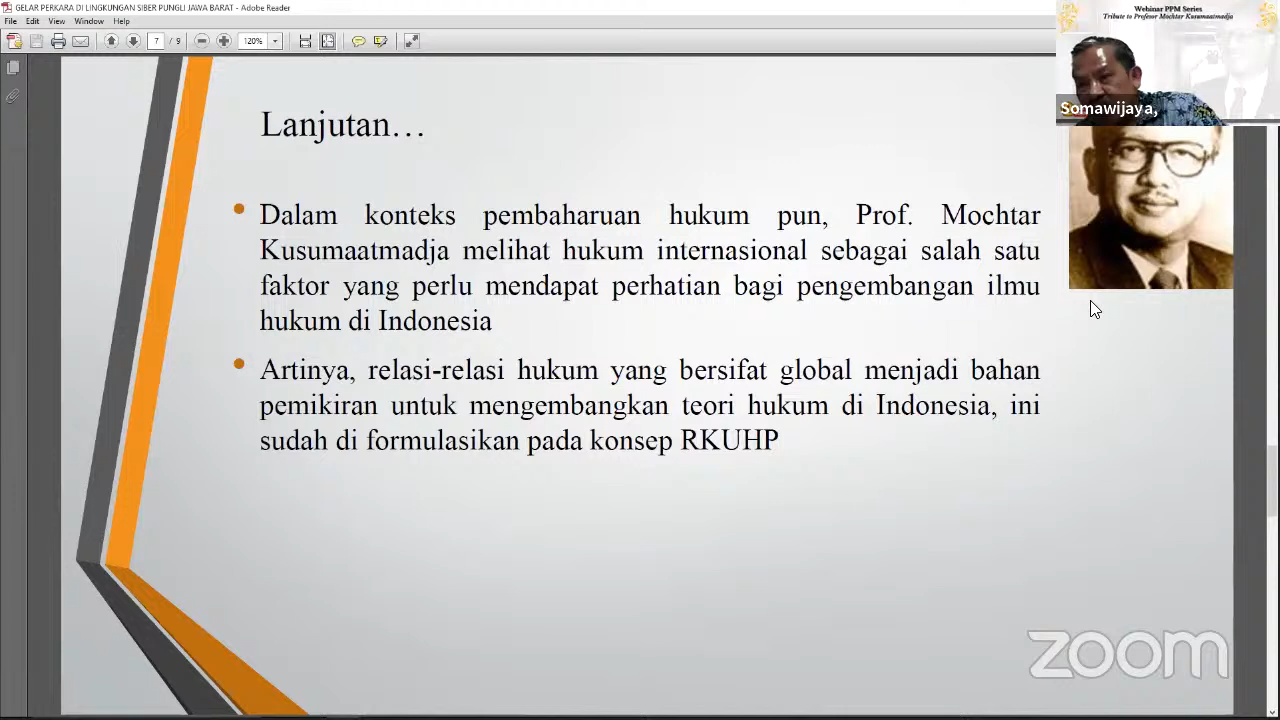 GELAR PERKARA DI LINGKUNGAN SIBER PUNGLI JAWA BARAT - Adobe Reader
File Edit View Window Help
7 / 9 120%
Webinar PPM Series
Tribute to Profesor Mochtar Kusumaatmadja
Somawijaya,
Lanjutan…
• Dalam konteks pembaharuan hukum pun, Prof. Mochtar
Kusumaatmadja melihat hukum internasional sebagai salah satu
faktor yang perlu mendapat perhatian bagi pengembangan ilmu
hukum di Indonesia
• Artinya, relasi-relasi hukum yang bersifat global menjadi bahan
pemikiran untuk mengembangkan teori hukum di Indonesia, ini
sudah di formulasikan pada konsep RKUHP
zoom